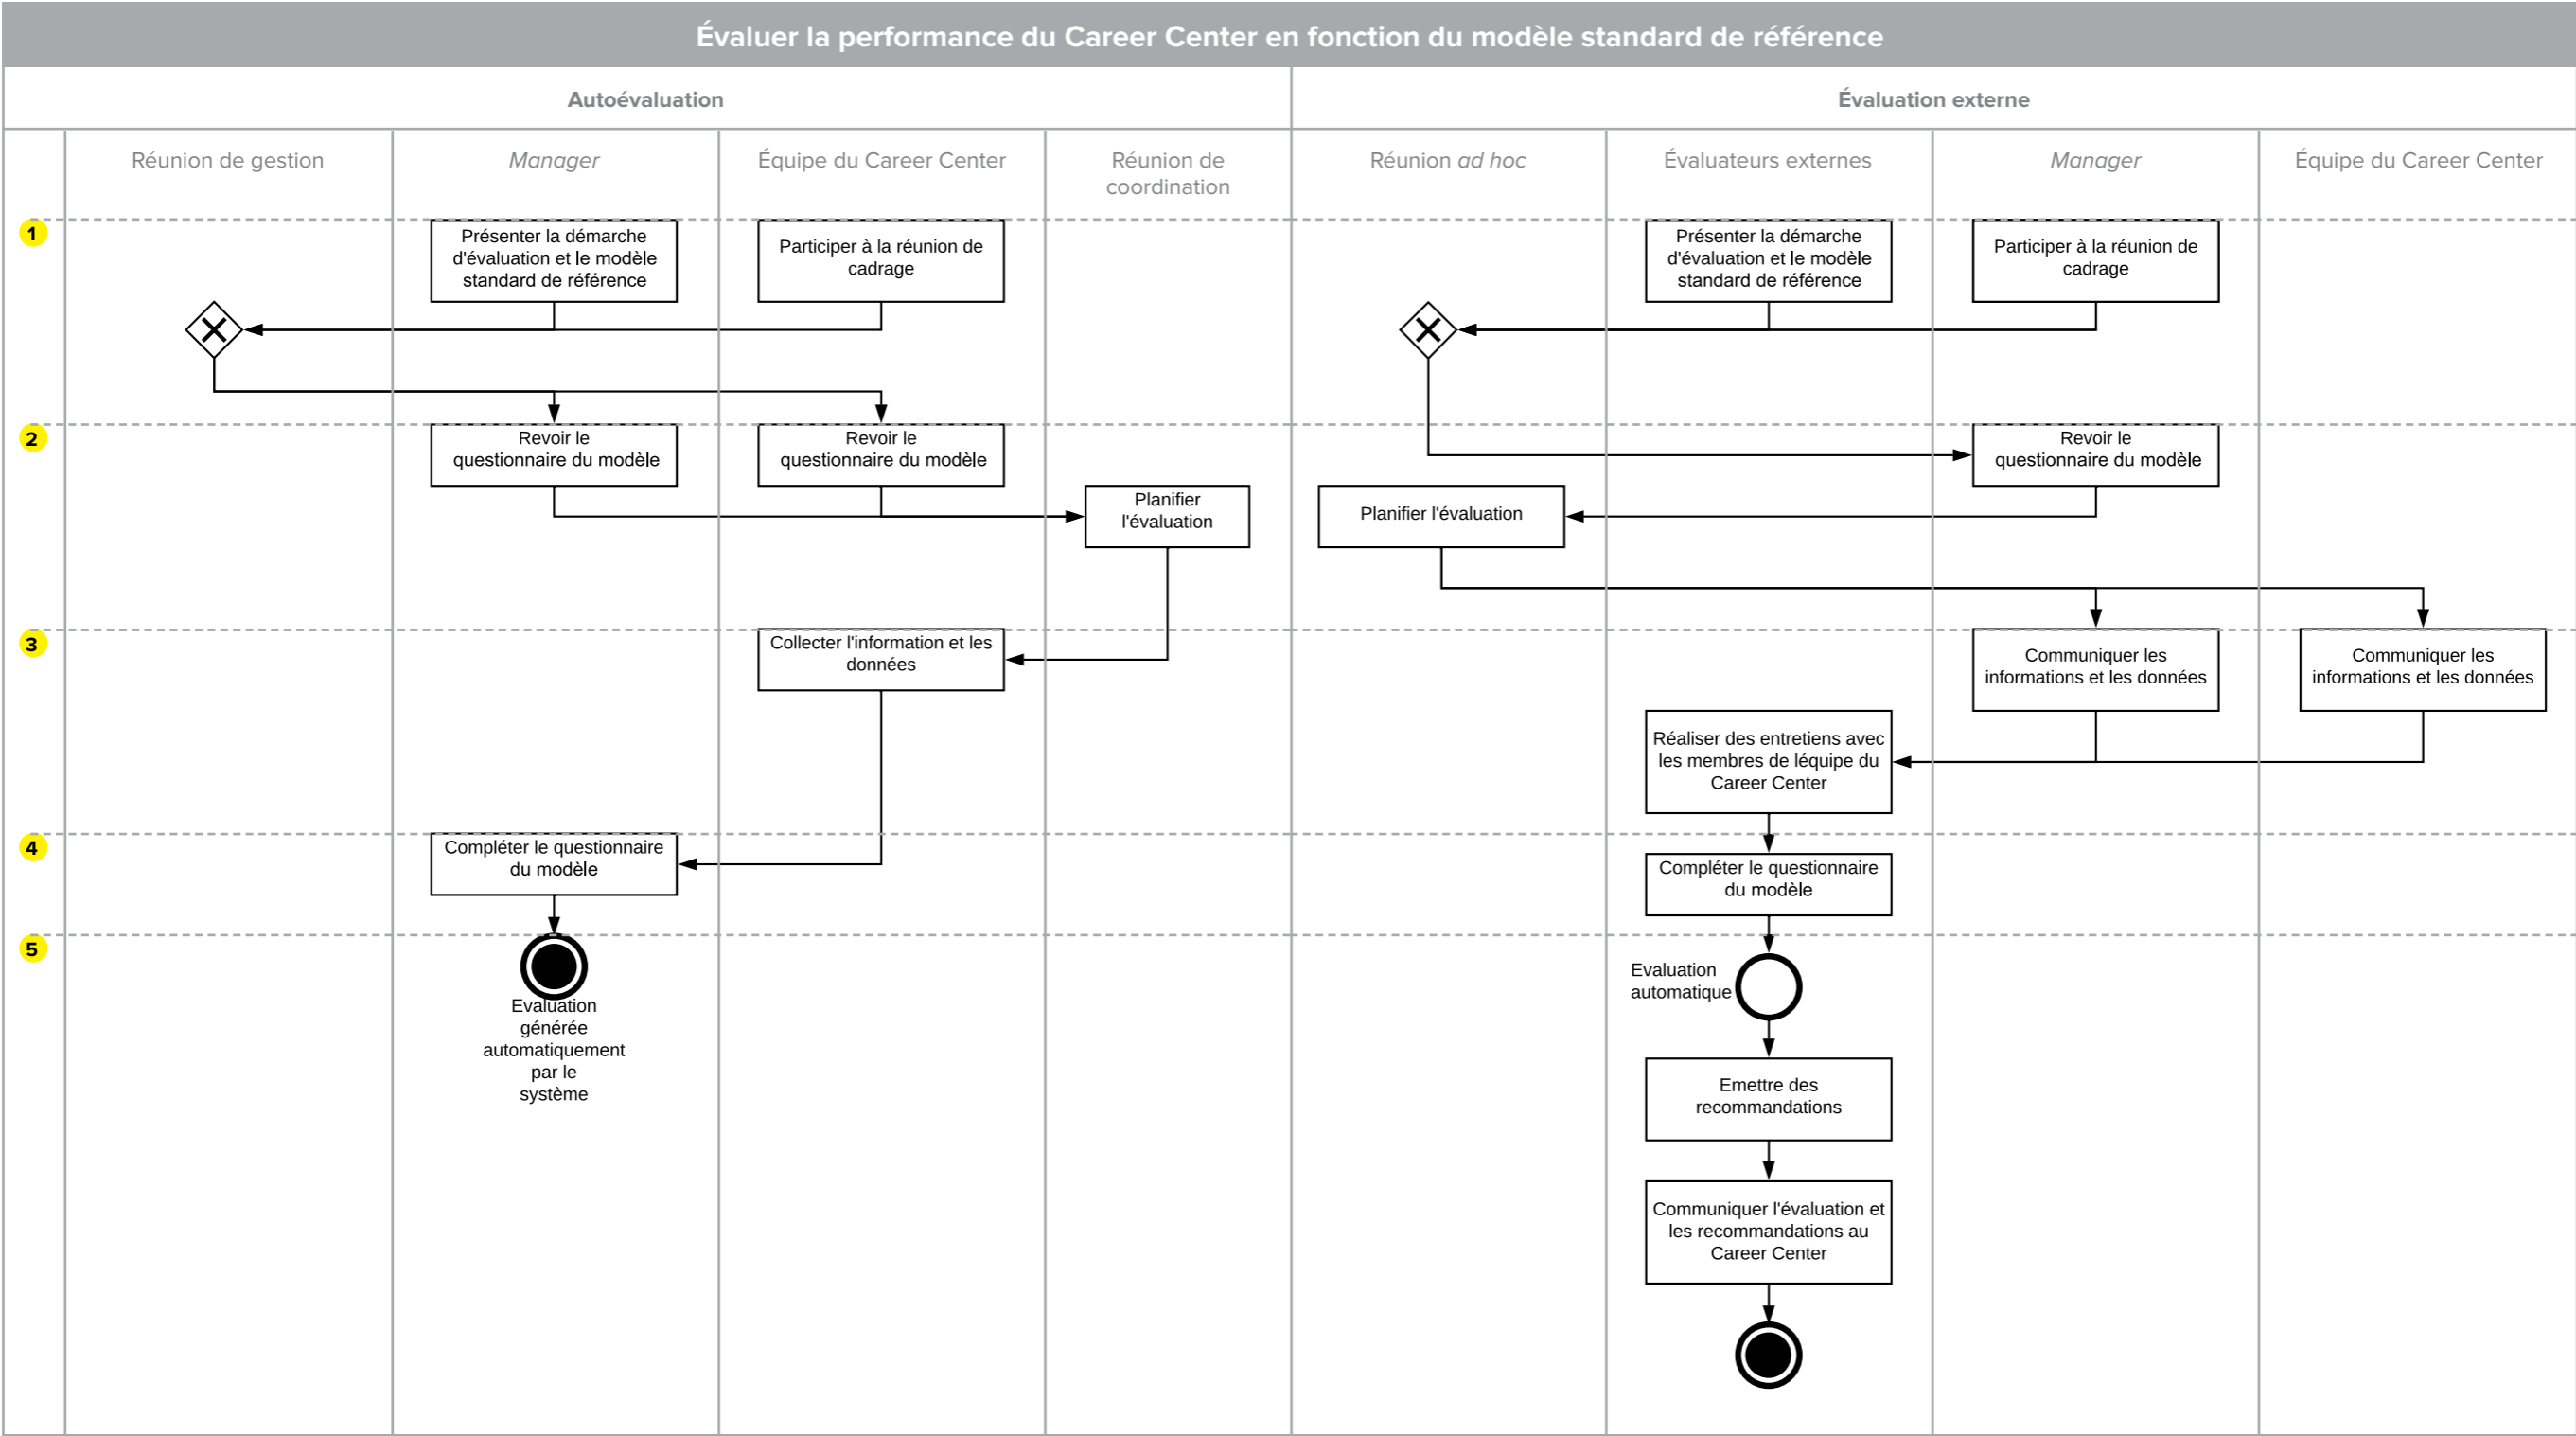 Évaluer la performance du Career Center en fonction du modèle standard de référence
Autoévaluation
Évaluation externe
Réunion de gestion
Manager
Équipe du Career Center
Réunion de
coordination
Réunion ad hoc
Évaluateurs externes
Manager
Équipe du Career Center
1
Présenter la démarche
d'évaluation et le modèle
standard de référence
Participer à la réunion de
cadrage
Présenter la démarche
d'évaluation et le modèle
standard de référence
Participer à la réunion de
cadrage
2
Revoir le
questionnaire du modèle
Revoir le
questionnaire du modèle
Planifier
l'évaluation
Revoir le
questionnaire du modèle
Planifier l'évaluation
3
Collecter l'information et les
données
Communiquer les
informations et les données
Communiquer les
informations et les données
Réaliser des entretiens avec
les membres de léquipe du
Career Center
4
Compléter le questionnaire
du modèle
Compléter le questionnaire
du modèle
5
Evaluation
générée
automatiquement
par le
système
Evaluation
automatique
Emettre des
recommandations
Communiquer l'évaluation et
les recommandations au
Career Center